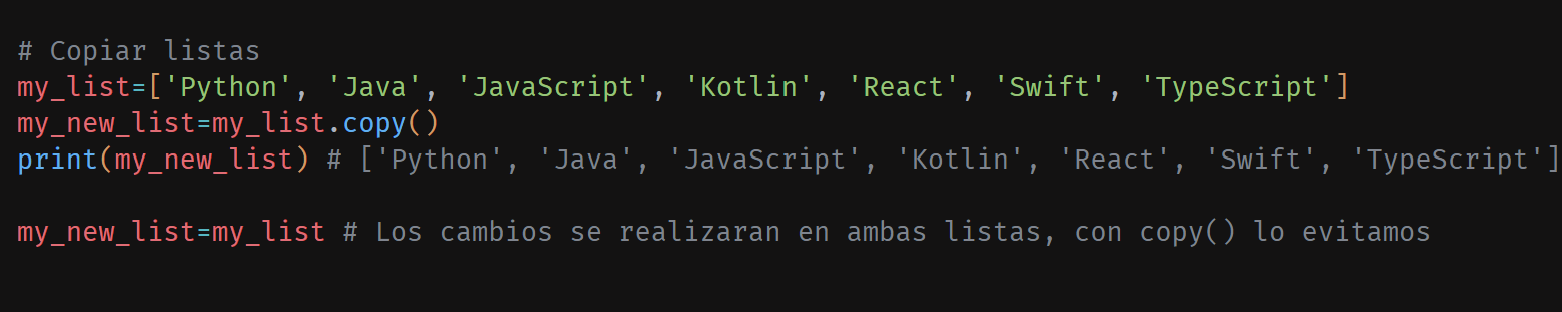 # Copiar listas
my_list=['Python', 'Java', 'JavaScript', 'Kotlin', 'React', 'Swift', 'TypeScript']
my_new_list=my_list.copy()
print(my_new_list) # ['Python', 'Java', 'JavaScript', 'Kotlin', 'React', 'Swift', 'TypeScript']
my_new_list=my_list # Los cambios se realizaran en ambas listas, con copy() lo evitamos